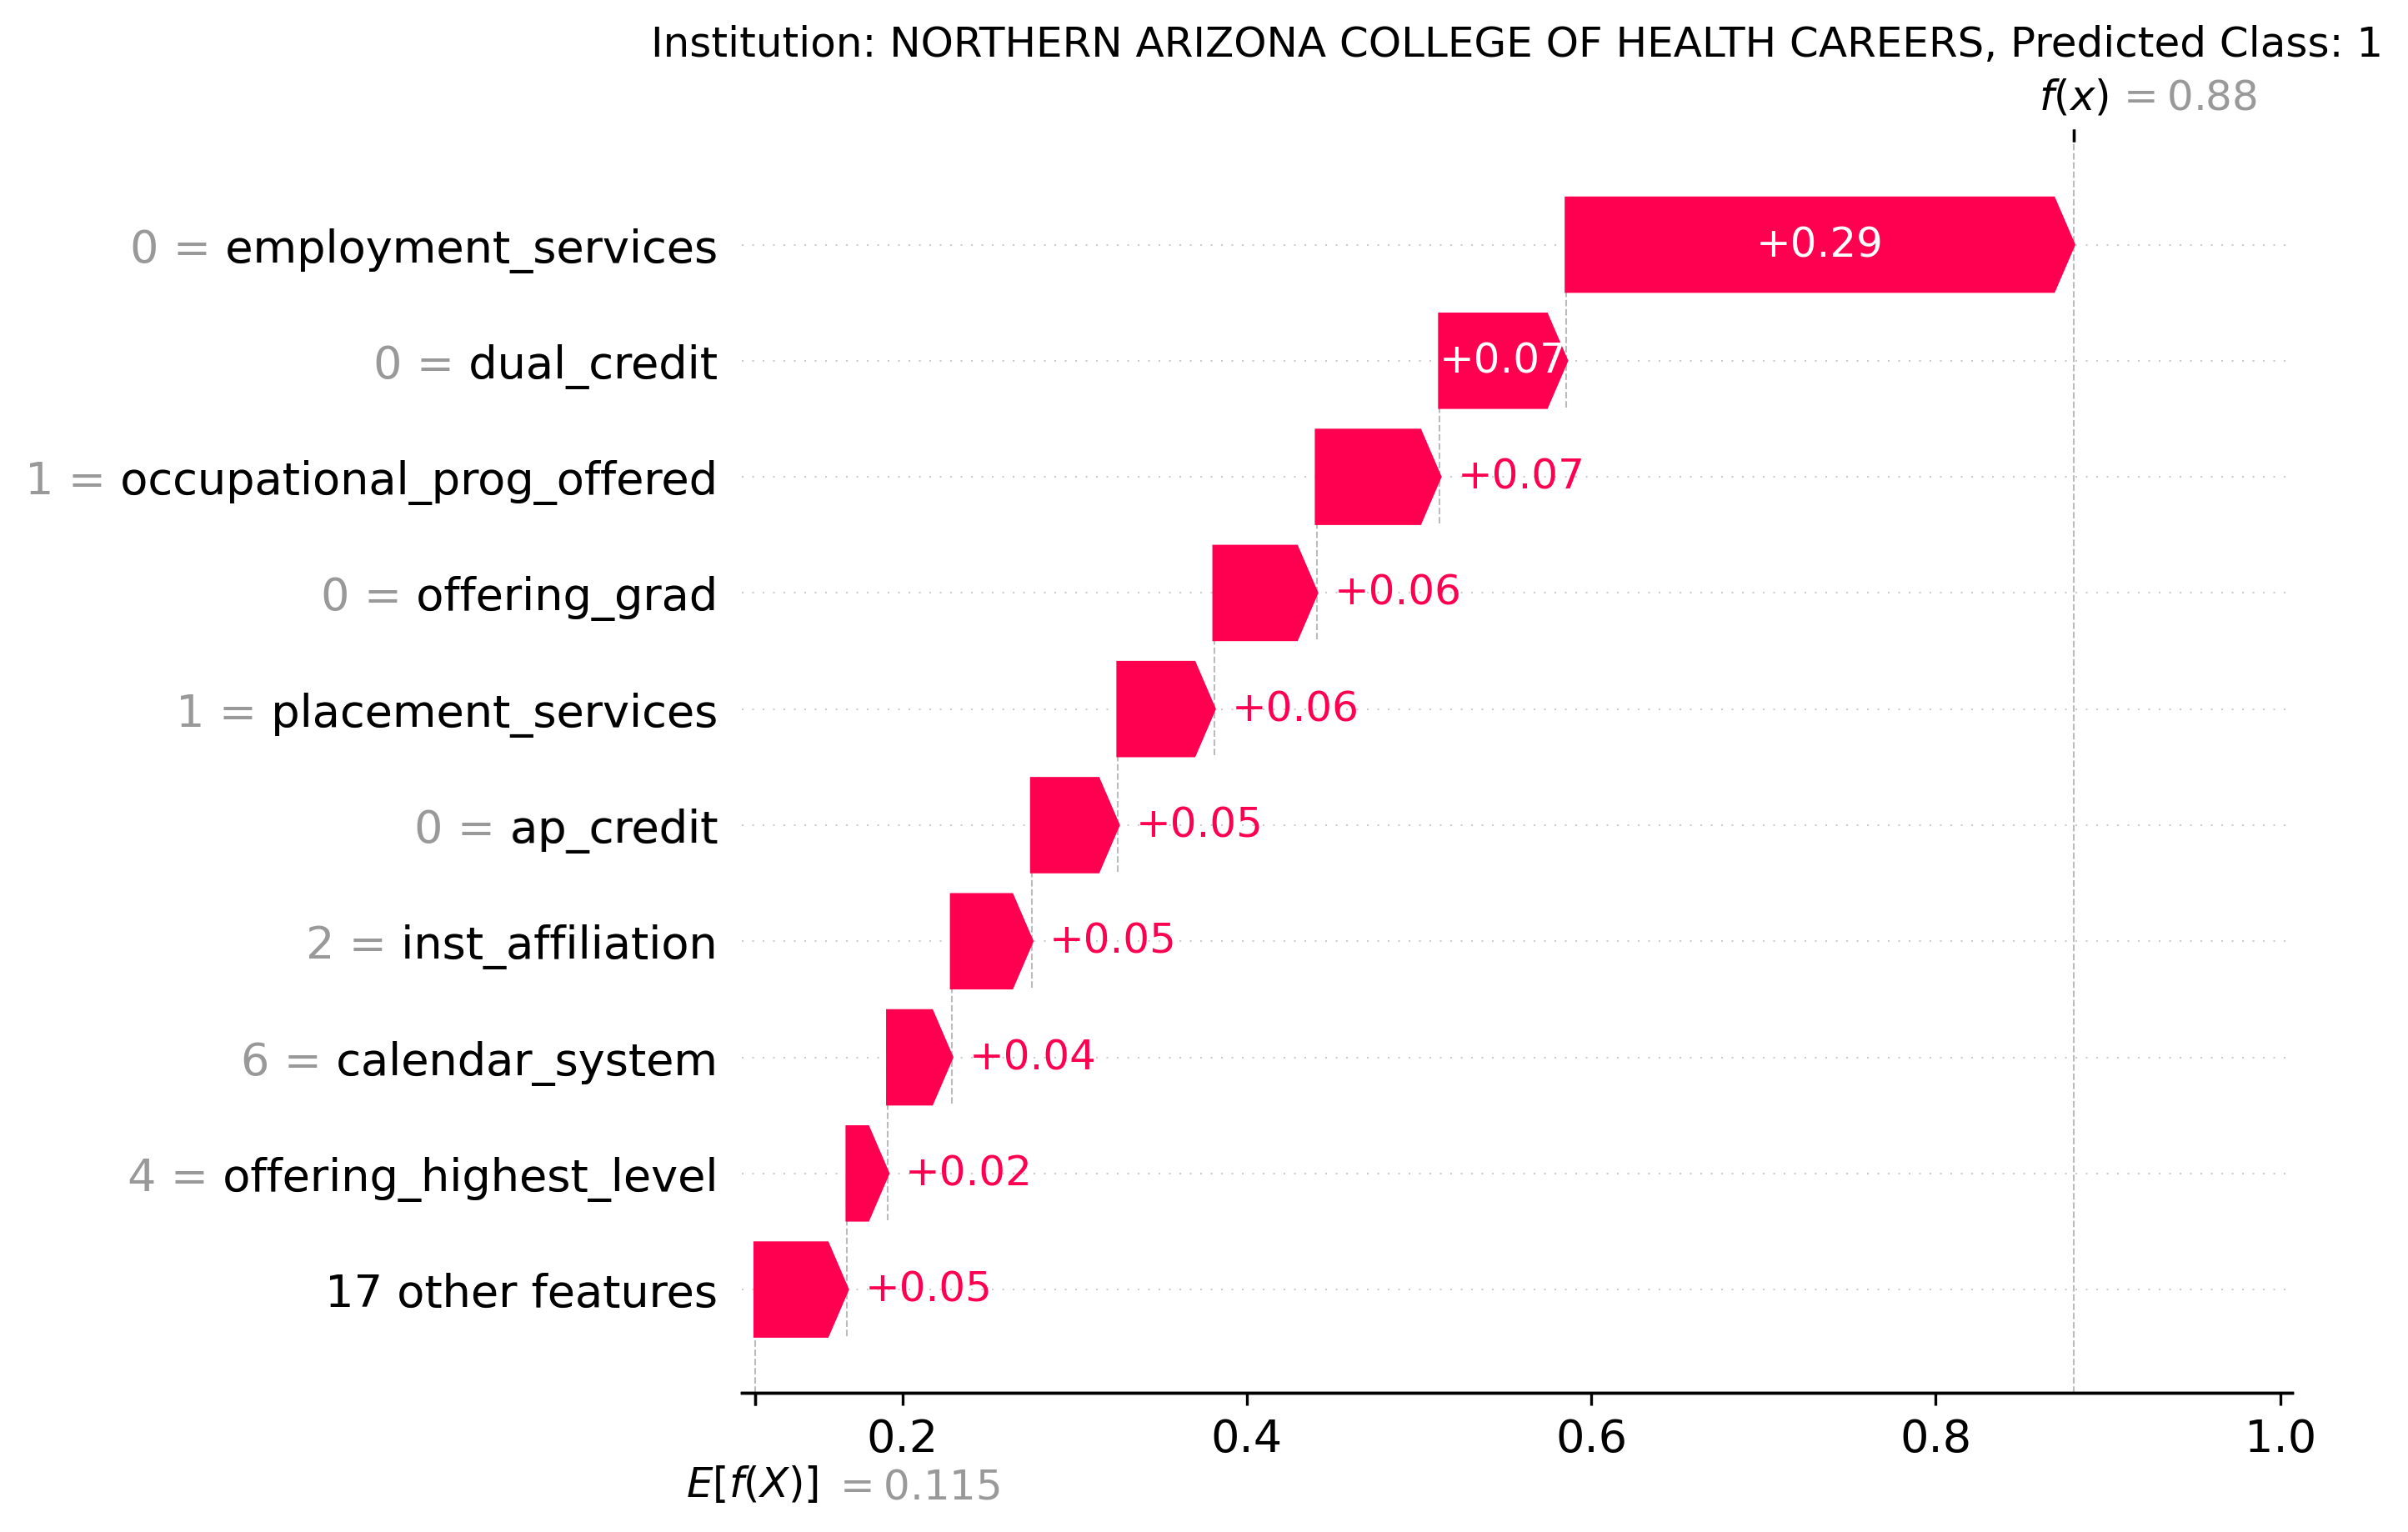 Institution: NORTHERN ARIZONA COLLEGE OF HEALTH CAREERS, Predicted Class: 1
f(x) = 0.88
0 = employment_services +0.29
0 = dual_credit +0.07
1 = occupational_prog_offered +0.07
0 = offering_grad +0.06
1 = placement_services +0.06
0 = ap_credit +0.05
2 = inst_affiliation +0.05
6 = calendar_system +0.04
4 = offering_highest_level +0.02
17 other features +0.05
0.2 0.4 0.6 0.8 1.0
E[f(X)] = 0.115